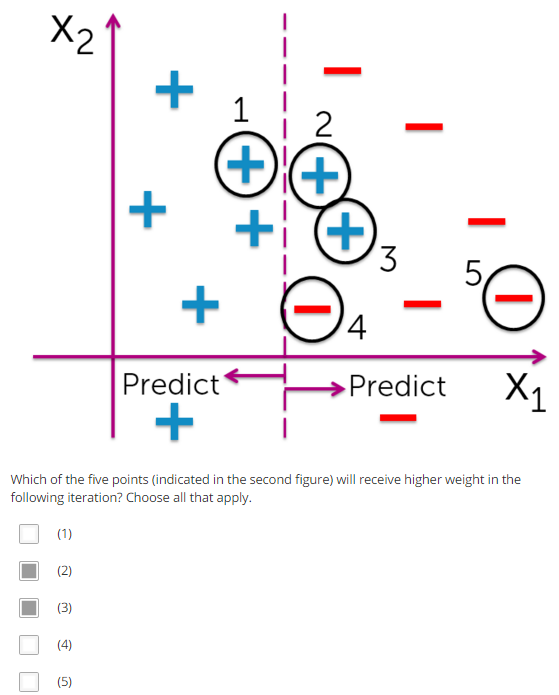 X2
1
2
3
5
4
Predict
Predict
X1
Which of the five points (indicated in the second figure) will receive higher weight in the
following iteration? Choose all that apply.
(1)
(2)
(3)
(4)
(5)